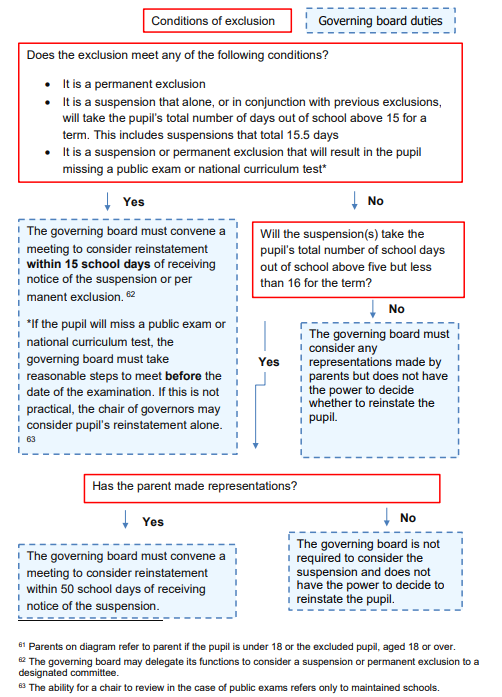 Conditions of exclusion
Governing board duties
Does the exclusion meet any of the following conditions?
• It is a permanent exclusion
• It is a suspension that alone, or in conjunction with previous exclusions,
will take the pupil's total number of days out of school above 15 for a
term. This includes suspensions that total 15.5 days
• It is a suspension or permanent exclusion that will result in the pupil
missing a public exam or national curriculum test*
Yes
No
The governing board must convene a
meeting to consider reinstatement
within 15 school days of receiving
notice of the suspension or per
manent exclusion. 62
*If the pupil will miss a public exam or
national curriculum test, the
governing board must take
reasonable steps to meet before the
date of the examination. If this is not
practical, the chair of governors may
consider pupil's reinstatement alone.
63
Will the suspension(s) take the
pupil's total number of school days
out of school above five but less
than 16 for the term?
No
Yes
The governing board must
consider any
representations made by
parents but does not have
the power to decide
whether to reinstate the
pupil.
Has the parent made representations?
Yes
No
The governing board must convene a
meeting to consider reinstatement
within 50 school days of receiving
notice of the suspension.
The governing board is not
required to consider the
suspension and does not
have the power to decide to
reinstate the pupil.
61 Parents on diagram refer to parent if the pupil is under 18 or the excluded pupil, aged 18 or over.
62 The governing board may delegate its functions to consider a suspension or permanent exclusion to a
designated committee.
63 The ability for a chair to review in the case of public exams refers only to maintained schools.